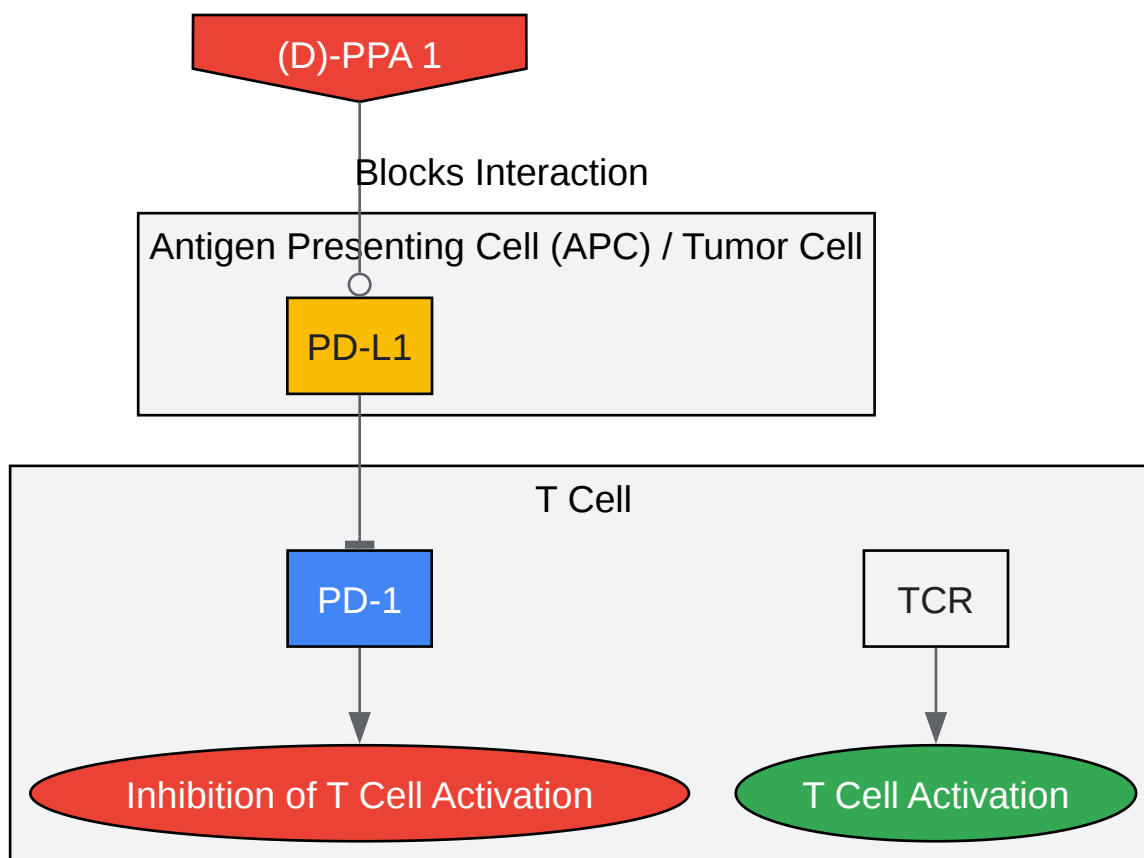 (D)-PPA 1
Blocks Interaction
Antigen Presenting Cell (APC) / Tumor Cell
PD-L1
T Cell
PD-1
TCR
Inhibition of T Cell Activation
T Cell Activation